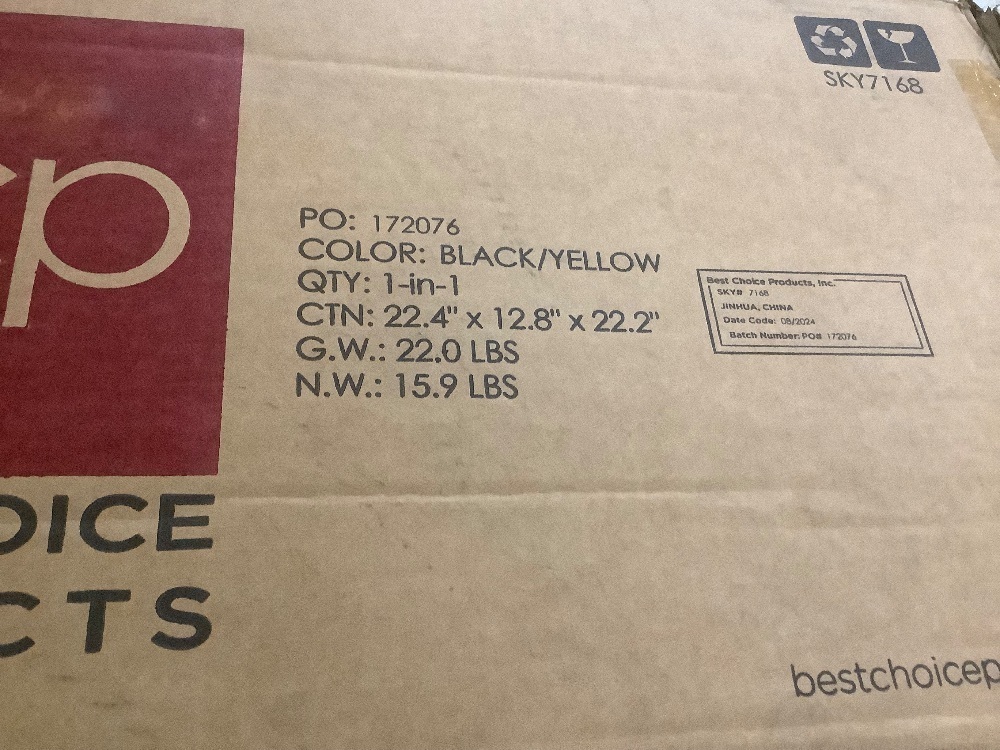 SKY7168
cp
PO: 172076
COLOR: BLACK/YELLOW
QTY: 1-in-1
CTN: 22.4" x 12.8" x 22.2"
G.W.: 22.0 LBS
N.W.: 15.9 LBS
Best Choice Products, Inc.
SKY# 7168
JINHUA, CHINA
Date Code: 08/2024
Batch Number: PO# 172076
OICE
CTS
bestchoicep